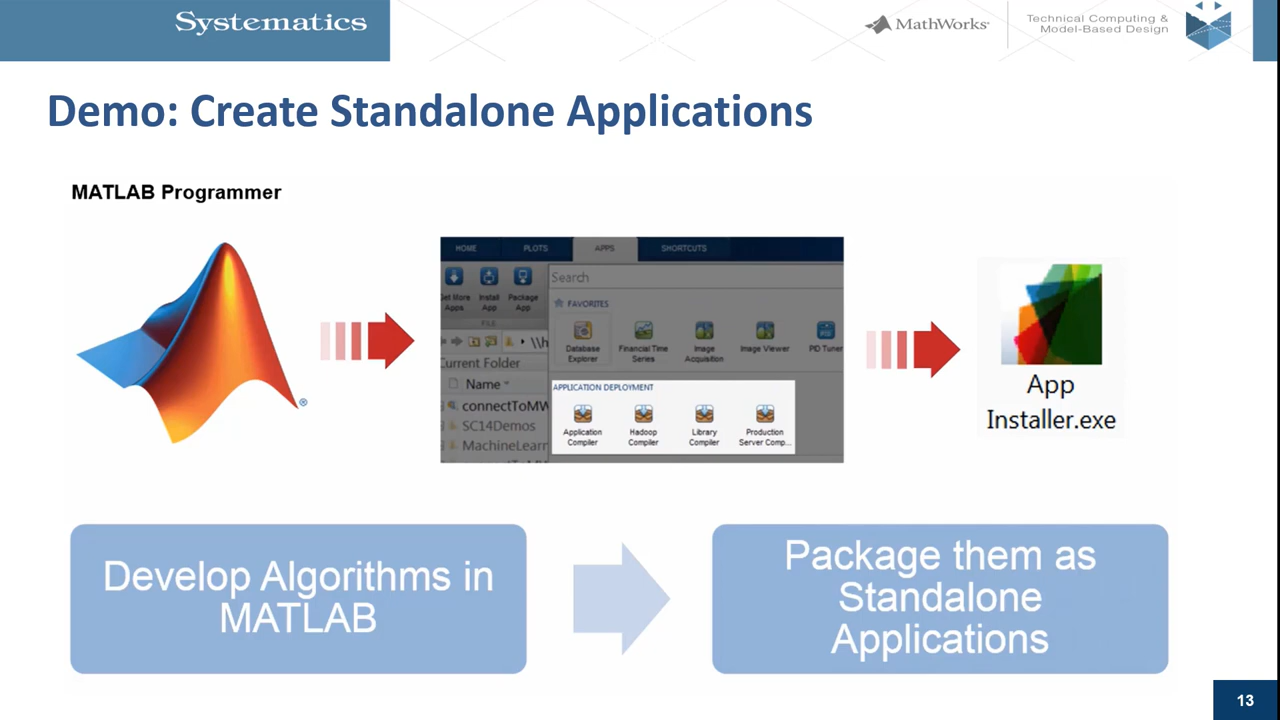 Systematics
MathWorks®
Technical Computing &
Model-Based Design
Demo: Create Standalone Applications
MATLAB Programmer
®
HOME PLOTS APPS SHORTCUTS
Search
Get More Apps
Install App
Package App
FILE
FAVORITES
Database Explorer
Financial Time Series
Image Acquisition
Image Viewer
PID Tuner
Current Folder
Name
connectToMW
SC14Demos
MachineLearn
APPLICATION DEPLOYMENT
Application Compiler
Hadoop Compiler
Library Compiler
Production Server Comp...
App
Installer.exe
Develop Algorithms in
MATLAB
Package them as
Standalone
Applications
13